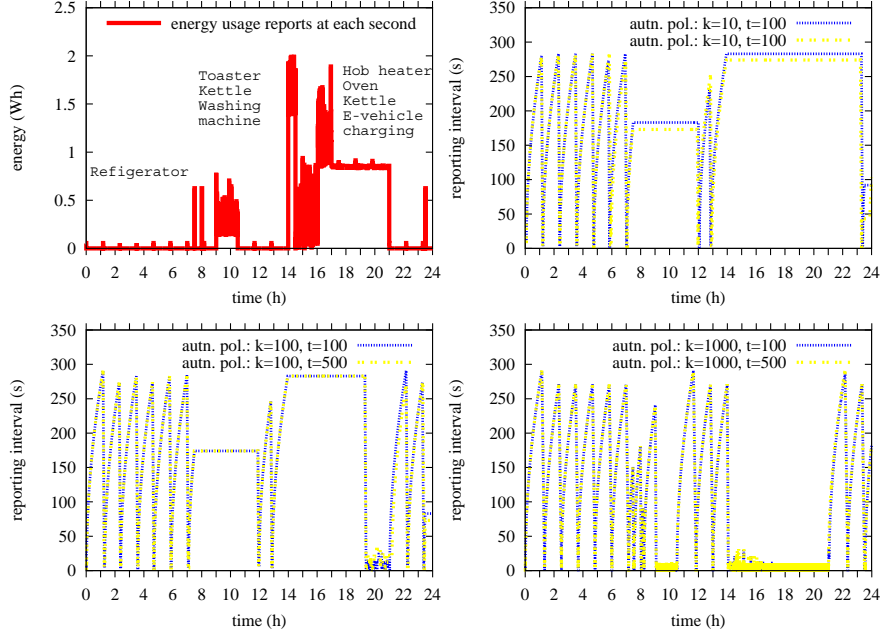 energy usage reports at each second
Toaster
Kettle
Washing
machine
Hob heater
Oven
Kettle
E-vehicle
charging
Refigerator
energy (Wh)
2
1.5
1
0.5
0
0 2 4 6 8 10 12 14 16 18 20 22 24
time (h)
autn. pol.: k=10, t=100
autn. pol.: k=10, t=100
reporting interval (s)
350
300
250
200
150
100
50
0
0 2 4 6 8 10 12 14 16 18 20 22 24
time (h)
autn. pol.: k=100, t=100
autn. pol.: k=100, t=500
reporting interval (s)
350
300
250
200
150
100
50
0
0 2 4 6 8 10 12 14 16 18 20 22 24
time (h)
autn. pol.: k=1000, t=100
autn. pol.: k=1000, t=500
reporting interval (s)
350
300
250
200
150
100
50
0
0 2 4 6 8 10 12 14 16 18 20 22 24
time (h)